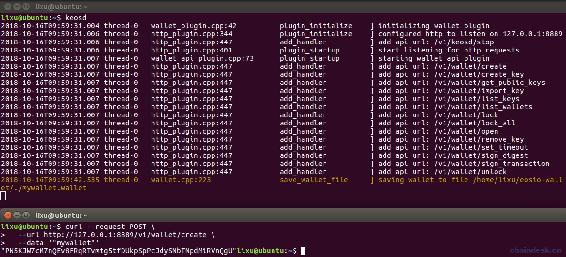 lixu@ubuntu: ~
lixu@ubuntu:~$ keosd
2018-10-16T09:59:31.004 thread-0 wallet_plugin.cpp:42 plugin_initialize ] initializing wallet plugin
2018-10-16T09:59:31.006 thread-0 http_plugin.cpp:344 plugin_initialize ] configured http to listen on 127.0.0.1:8889
2018-10-16T09:59:31.006 thread-0 http_plugin.cpp:447 add_handler ] add api url: /v1/keosd/stop
2018-10-16T09:59:31.006 thread-0 http_plugin.cpp:401 plugin_startup ] start listening for http requests
2018-10-16T09:59:31.006 thread-0 wallet_api_plugin.cpp:73 plugin_startup ] starting wallet_api_plugin
2018-10-16T09:59:31.006 thread-0 http_plugin.cpp:447 add_handler ] add api url: /v1/wallet/create
2018-10-16T09:59:31.006 thread-0 http_plugin.cpp:447 add_handler ] add api url: /v1/wallet/create_key
2018-10-16T09:59:31.007 thread-0 http_plugin.cpp:447 add_handler ] add api url: /v1/wallet/get_public_keys
2018-10-16T09:59:31.007 thread-0 http_plugin.cpp:447 add_handler ] add api url: /v1/wallet/import_key
2018-10-16T09:59:31.007 thread-0 http_plugin.cpp:447 add_handler ] add api url: /v1/wallet/list_keys
2018-10-16T09:59:31.007 thread-0 http_plugin.cpp:447 add_handler ] add api url: /v1/wallet/list_wallets
2018-10-16T09:59:31.007 thread-0 http_plugin.cpp:447 add_handler ] add api url: /v1/wallet/lock
2018-10-16T09:59:31.007 thread-0 http_plugin.cpp:447 add_handler ] add api url: /v1/wallet/lock_all
2018-10-16T09:59:31.007 thread-0 http_plugin.cpp:447 add_handler ] add api url: /v1/wallet/open
2018-10-16T09:59:31.007 thread-0 http_plugin.cpp:447 add_handler ] add api url: /v1/wallet/remove_key
2018-10-16T09:59:31.007 thread-0 http_plugin.cpp:447 add_handler ] add api url: /v1/wallet/set_timeout
2018-10-16T09:59:31.007 thread-0 http_plugin.cpp:447 add_handler ] add api url: /v1/wallet/sign_digest
2018-10-16T09:59:31.007 thread-0 http_plugin.cpp:447 add_handler ] add api url: /v1/wallet/sign_transaction
2018-10-16T09:59:31.007 thread-0 http_plugin.cpp:447 add_handler ] add api url: /v1/wallet/unlock
2018-10-16T09:59:42.535 thread-0 wallet.cpp:223 save_wallet_file ] saving wallet to file /home/lixu/eosio-wall
et/./mywallet.wallet
lixu@ubuntu: ~
lixu@ubuntu:~$ curl --request POST \
> --url http://127.0.0.1:8889/v1/wallet/create \
> --data '"mywallet"'
lixu@ubuntu:~$
chaindesk.cn